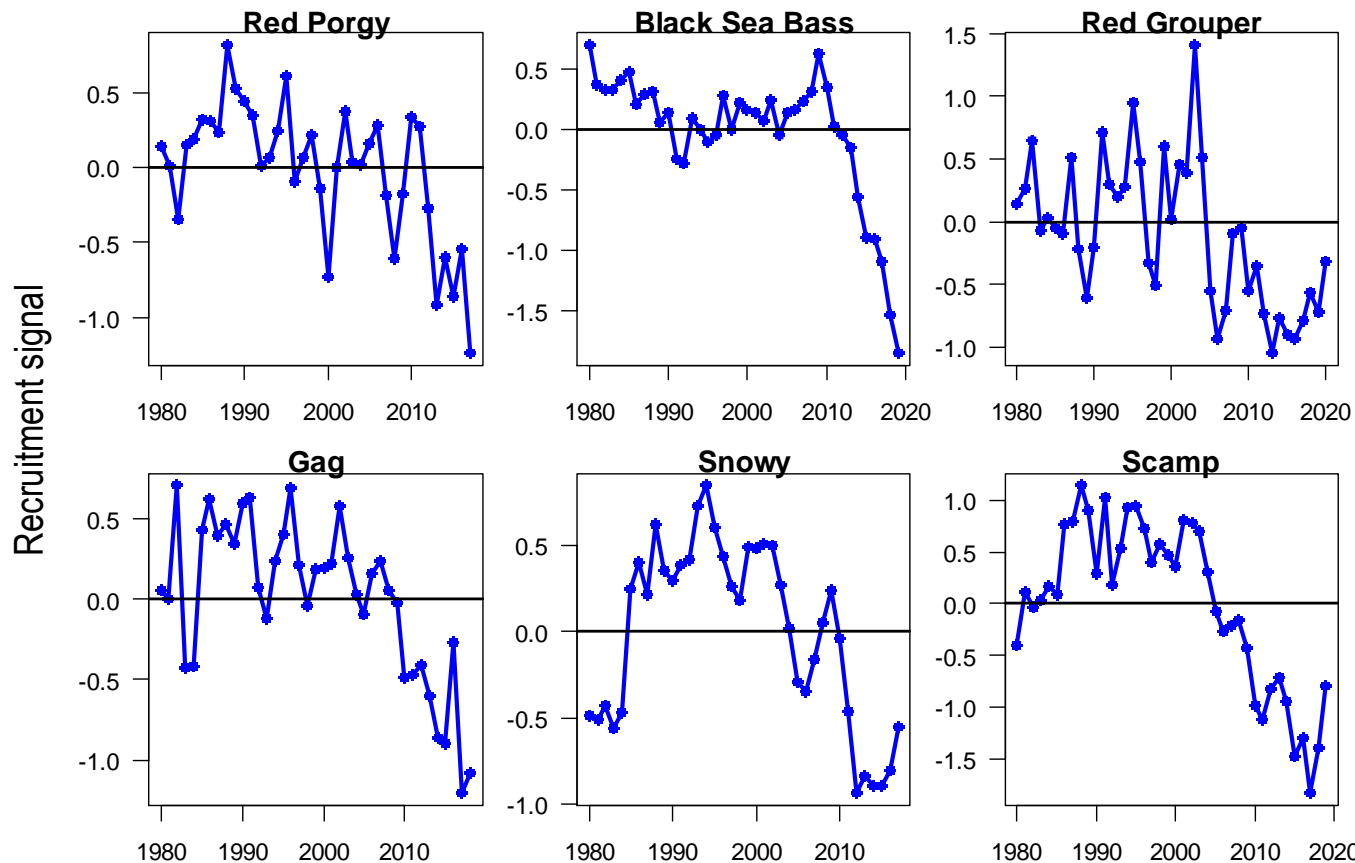 Red Porgy
Black Sea Bass
Red Grouper
0.5
0.0
-0.5
-1.0
0.5
0.0
-0.5
-1.0
-1.5
1.5
1.0
0.5
0.0
-0.5
-1.0
1980 1990 2000 2010
1980 1990 2000 2010 2020
1980 1990 2000 2010 2020
Recruitment signal
Gag
Snowy
Scamp
0.5
0.0
-0.5
-1.0
0.5
0.0
-0.5
-1.0
1.0
0.5
0.0
-0.5
-1.0
-1.5
1980 1990 2000 2010
1980 1990 2000 2010
1980 1990 2000 2010 2020